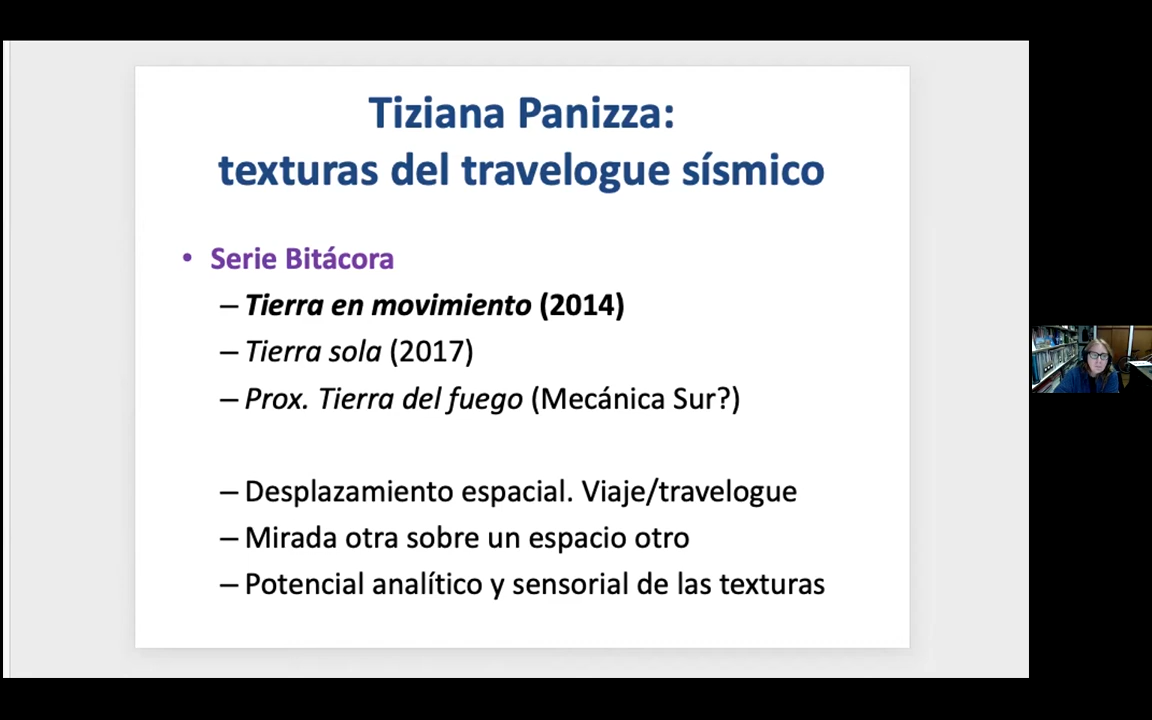 Tiziana Panizza:
texturas del travelogue sísmico
• Serie Bitácora
– Tierra en movimiento (2014)
– Tierra sola (2017)
– Prox. Tierra del fuego (Mecánica Sur?)
– Desplazamiento espacial. Viaje/travelogue
– Mirada otra sobre un espacio otro
– Potencial analítico y sensorial de las texturas